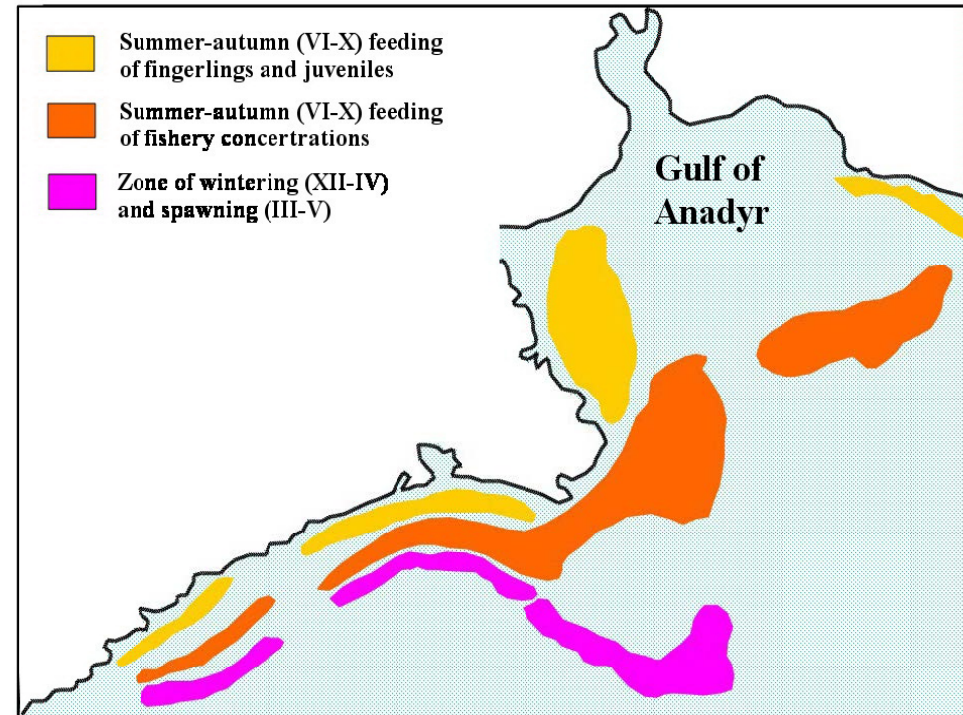 Summer-autumn (VI-X) feeding
of fingerlings and juveniles
Summer-autumn (VI-X) feeding
of fishery concertrations
Zone of wintering (XII-IV)
and spawning (III-V)
Gulf of
Anadyr